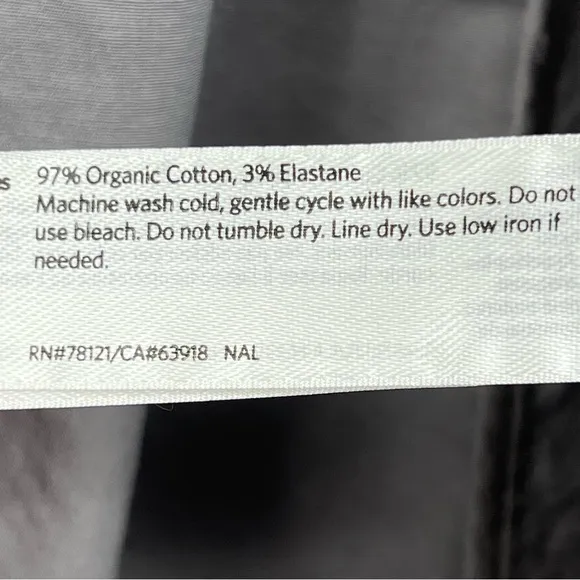 s 97% Organic Cotton, 3% Elastane
Machine wash cold, gentle cycle with like colors. Do not
use bleach. Do not tumble dry. Line dry. Use low iron if
needed.
RN#78121/CA#63918 NAL